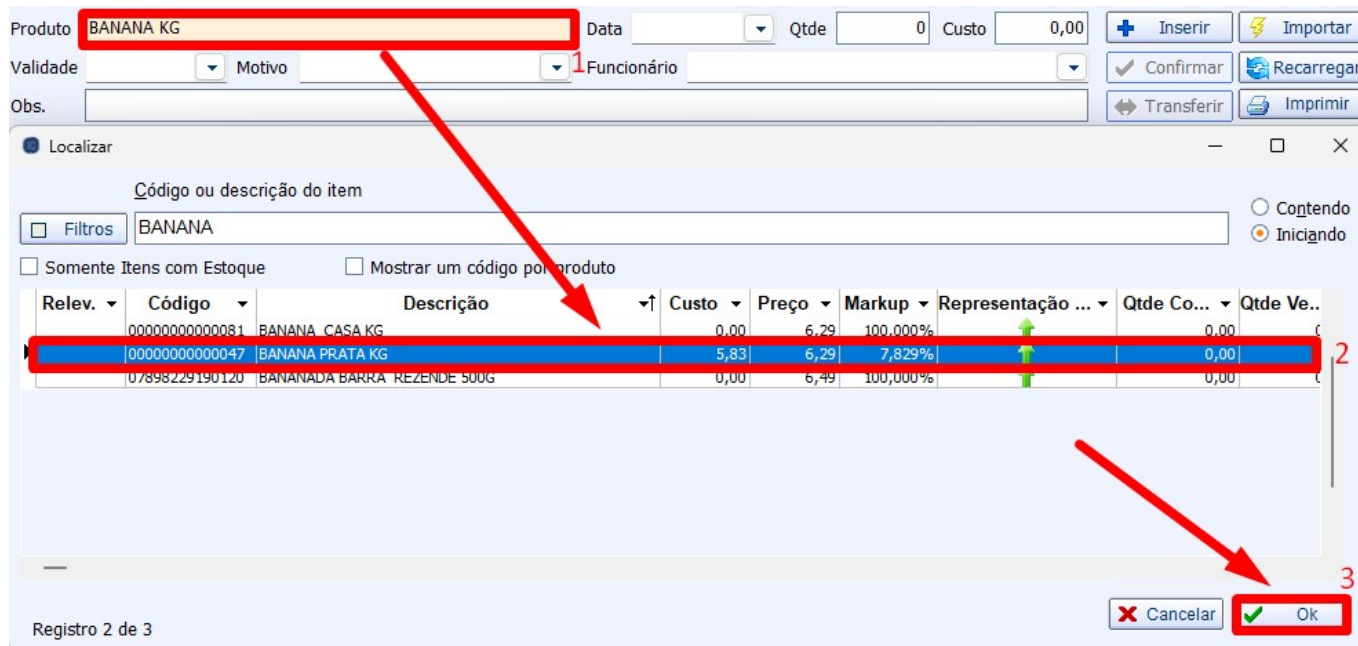 Produto BANANA KG Data Qtde 0 Custo 0,00 Inserir Importar
1
Validade Motivo Funcionário Confirmar Recarregar
Obs. Transferir Imprimir
Localizar
Código ou descrição do item
Filtros BANANA
Contendo
Iniciando
Somente Itens com Estoque Mostrar um código por produto
Relev. Código Descrição Custo Preço Markup Representação ... Qtde Co... Qtde Ve..
00000000000081 BANANA CASA KG 0,00 6,29 100,000% 0,00
00000000000047 BANANA PRATA KG 5,83 6,29 7,829% 0,00
2
07898229190120 BANANADA BARRA REZENDE 500G 0,00 6,49 100,000% 0,00
3
Cancelar Ok
Registro 2 de 3